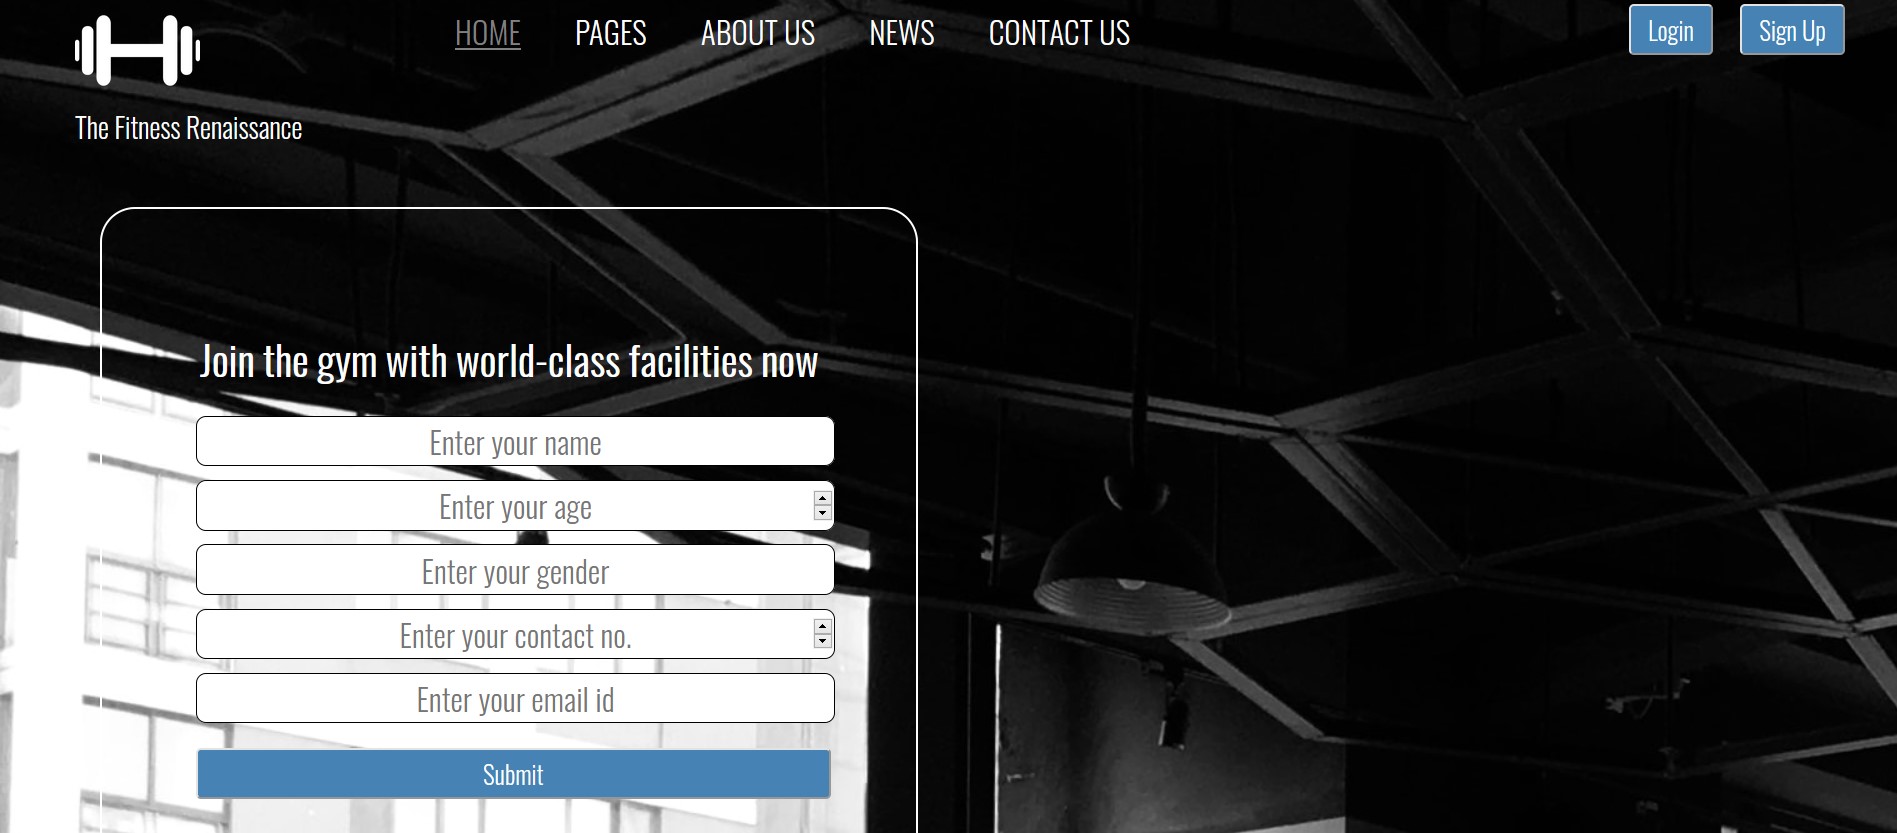 HOME PAGES ABOUT US NEWS CONTACT US
Login Sign Up
The Fitness Renaissance
Join the gym with world-class facilities now
Enter your name
Enter your age
Enter your gender
Enter your contact no.
Enter your email id
Submit